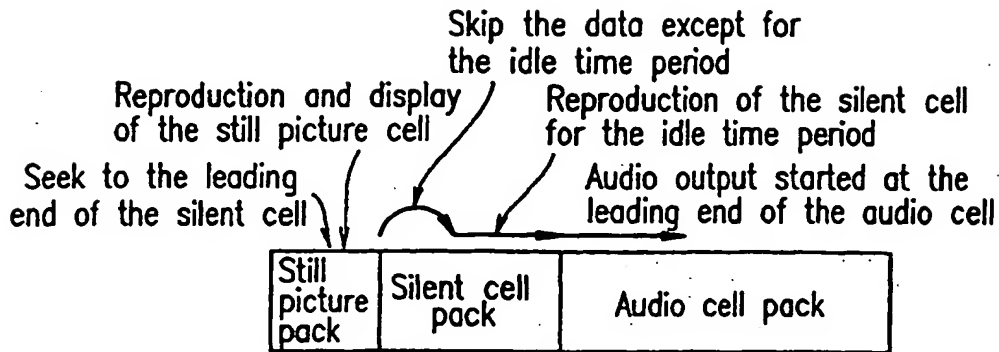 Skip the data except for
the idle time period
Reproduction and display
of the still picture cell
Reproduction of the silent cell
for the idle time period
Seek to the leading
end of the silent cell
Audio output started at the
leading end of the audio cell
Still
picture
pack
Silent cell
pack
Audio cell pack